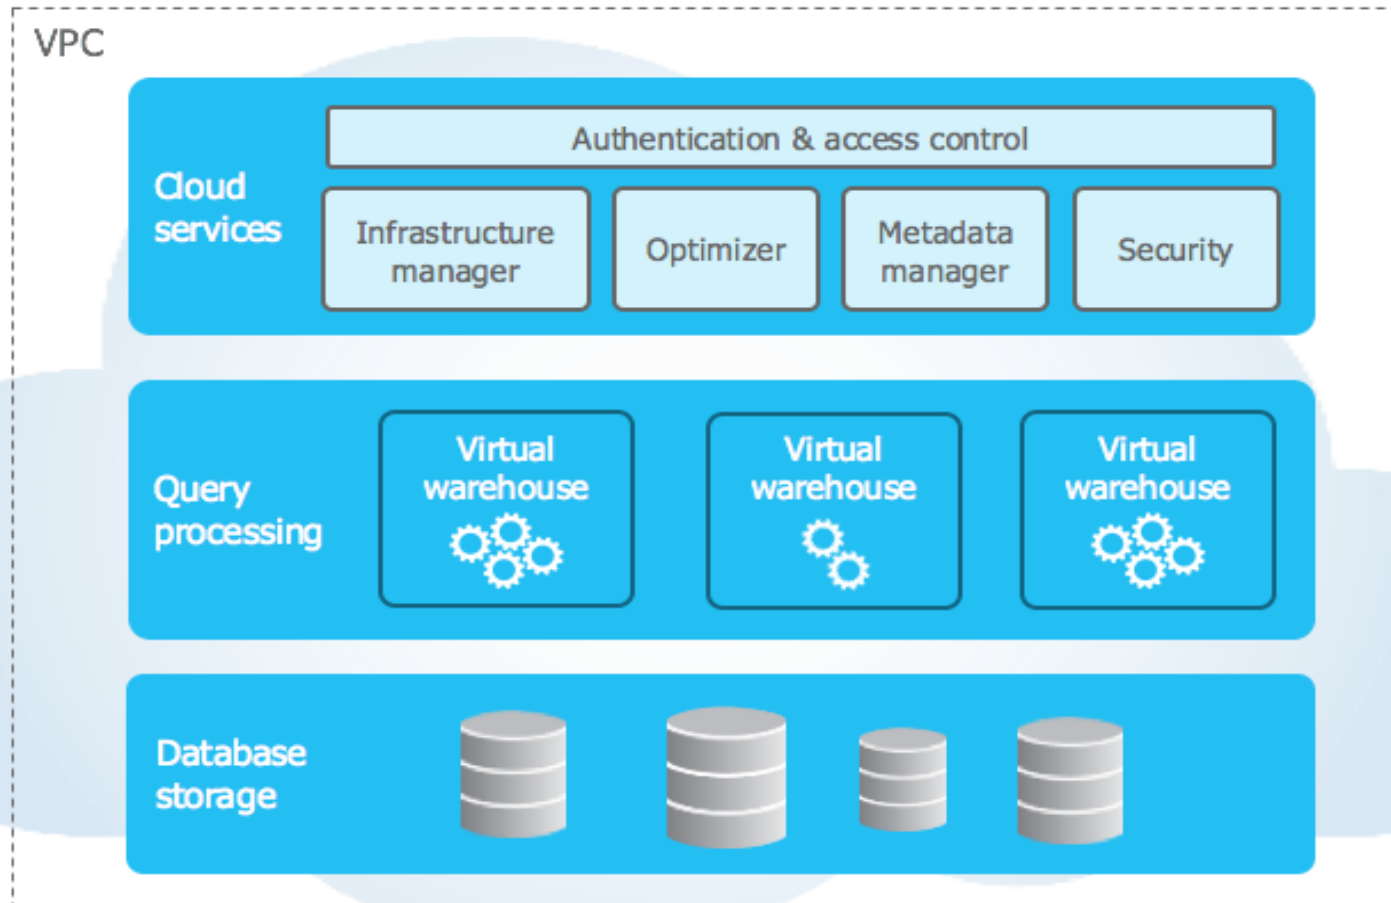 VPC
Authentication & access control
Cloud
services
Infrastructure
manager
Optimizer
Metadata
manager
Security
Query
processing
Virtual
warehouse
Virtual
warehouse
Virtual
warehouse
Database
storage